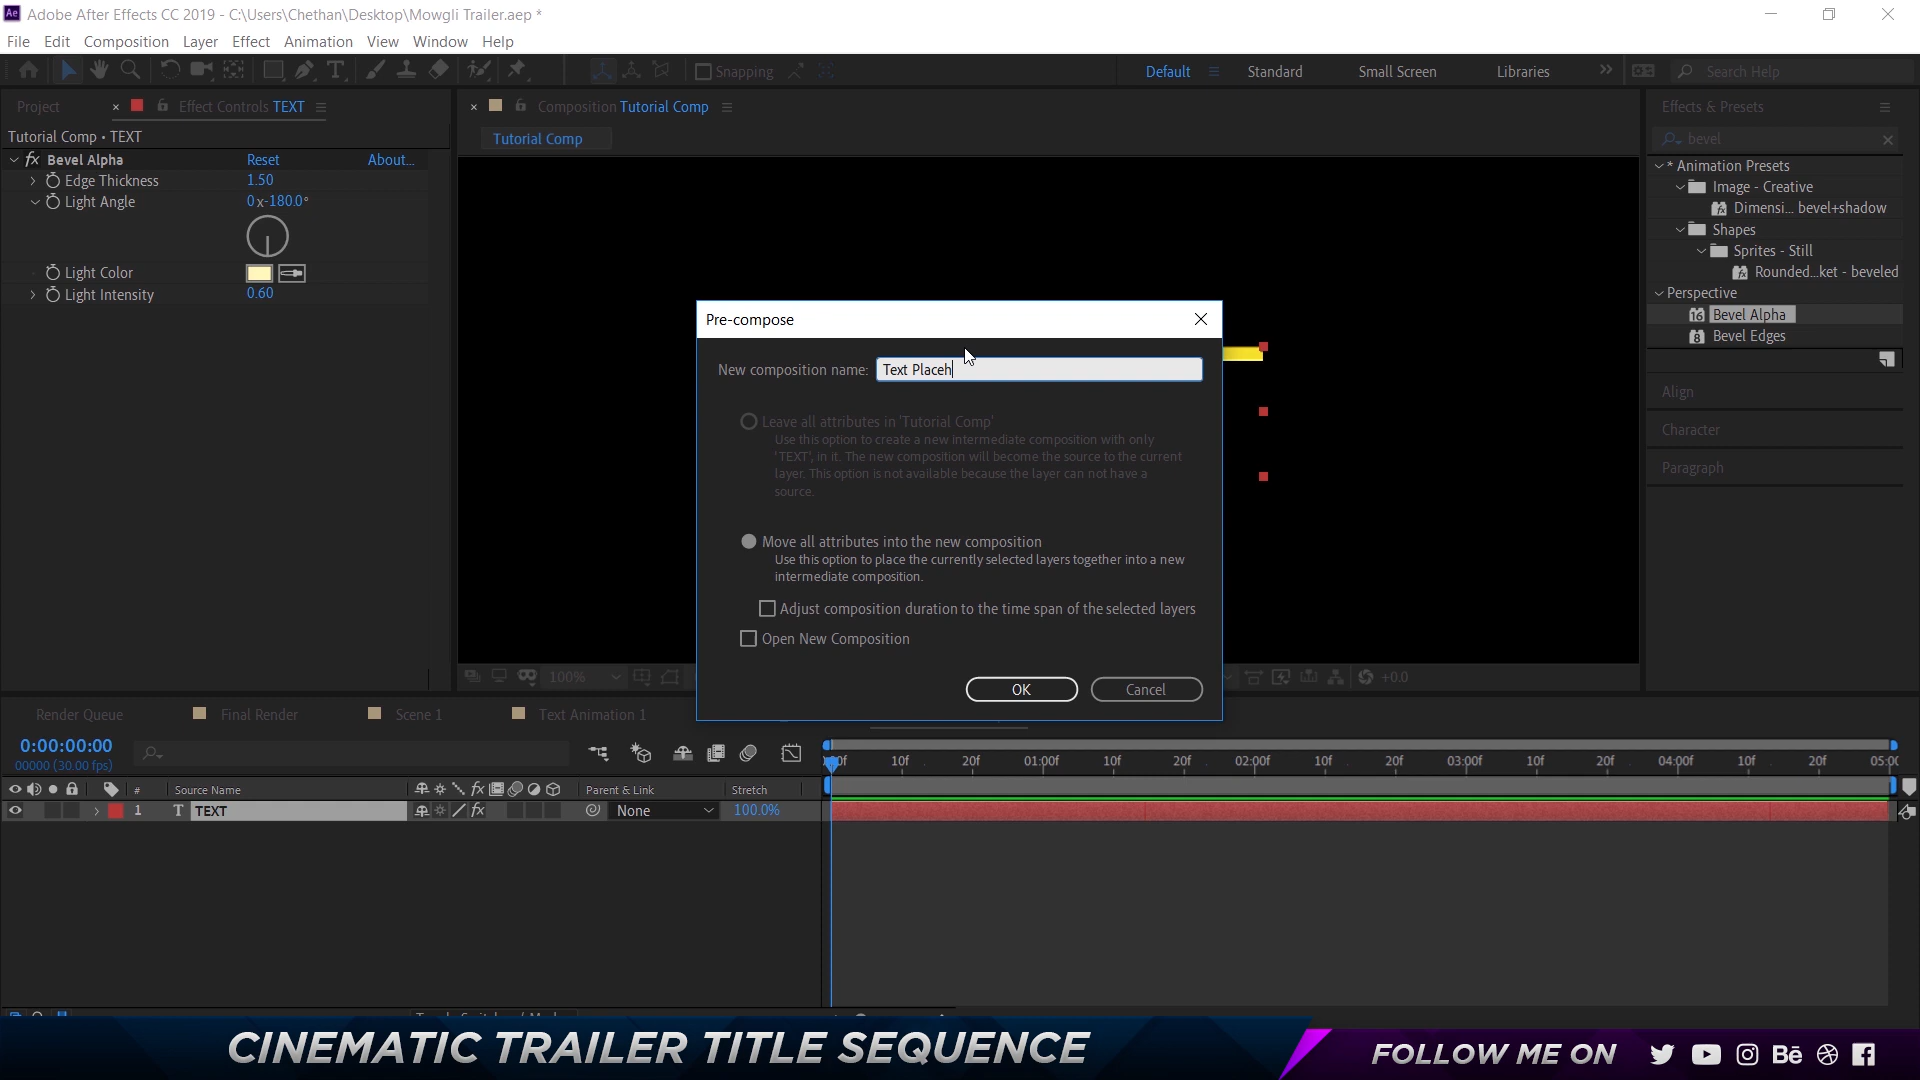 Ae Adobe After Effects CC 2019 - C:\Users\Chethan\Desktop\Mowgli Trailer.aep *
File Edit Composition Layer Effect Animation View Window Help
Snapping Default Standard Small Screen Libraries Search Help
Project Effect Controls TEXT
Composition Tutorial Comp
Effects & Presets
Tutorial Comp • TEXT
Tutorial Comp
bevel
fx Bevel Alpha Reset About...
Edge Thickness 1.50
Light Angle 0 x-180.0°
Light Color
Light Intensity 0.60
* Animation Presets
Image - Creative
Dimensi... bevel+shadow
Shapes
Sprites - Still
Rounded...ket - beveled
Perspective
16 Bevel Alpha
8 Bevel Edges
Align
Character
Paragraph
Pre-compose
New composition name: Text Placeh
Leave all attributes in 'Tutorial Comp'
Use this option to create a new intermediate composition with only
'TEXT', in it. The new composition will become the source to the current
layer. This option is not available because the layer can not have a
source.
Move all attributes into the new composition
Use this option to place the currently selected layers together into a new
intermediate composition.
Adjust composition duration to the time span of the selected layers
Open New Composition
OK Cancel
100%
+0.0
Render Queue Final Render Scene 1 Text Animation 1
0:00:00:00
00000 (30.00 fps)
10f 20f 01:00f 10f 20f 02:00f 10f 20f 03:00f 10f 20f 04:00f 10f 20f
# Source Name fx Parent & Link Stretch
1 T TEXT fx None 100.0%
CINEMATIC TRAILER TITLE SEQUENCE
FOLLOW ME ON
Bē